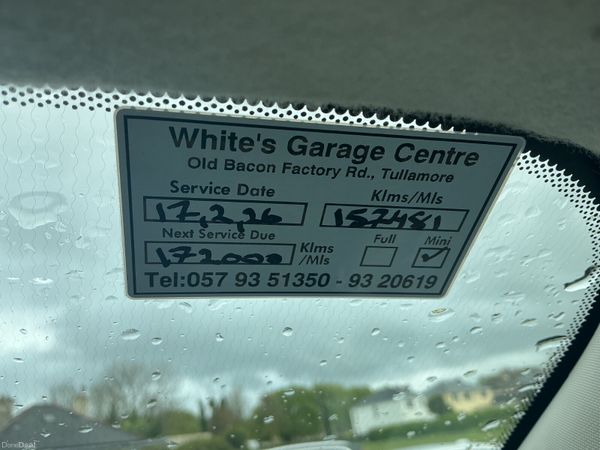 White's Garage Centre
Old Bacon Factory Rd., Tullamore
Service Date Klms/Mls
17,2,26 157481
Next Service Due Klms/Mls Full Mini
172000 ✓
Tel:057 93 51350 - 93 20619
DoneDeal